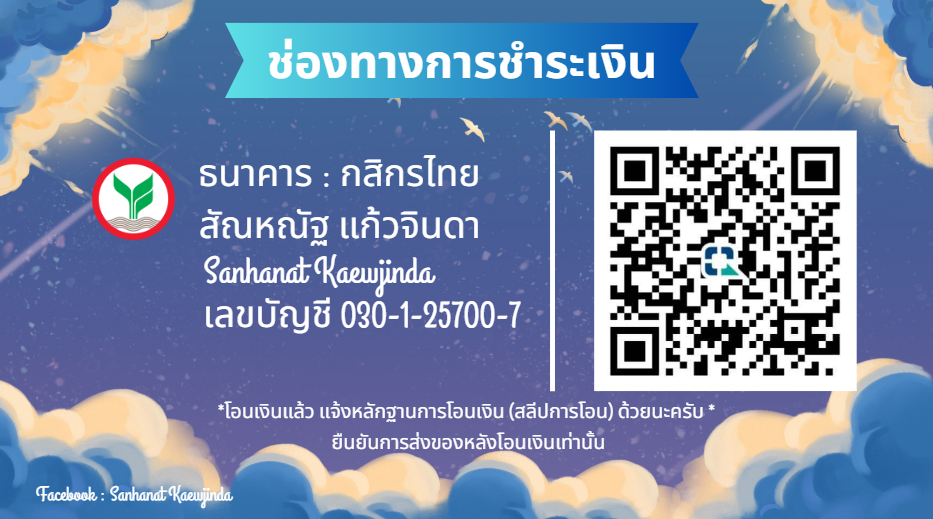 ช่องทางการชำระเงิน
ธนาคาร : กสิกรไทย
สัณหณัฐ แก้วจินดา
Sanhanat Kaewjinda
เลขบัญชี 030-1-25700-7
*โอนเงินแล้ว แจ้งหลักฐานการโอนเงิน (สลีปการโอน) ด้วยนะครับ *
ยืนยันการส่งของหลังโอนเงินเท่านั้น
Facebook : Sanhanat Kaewjinda